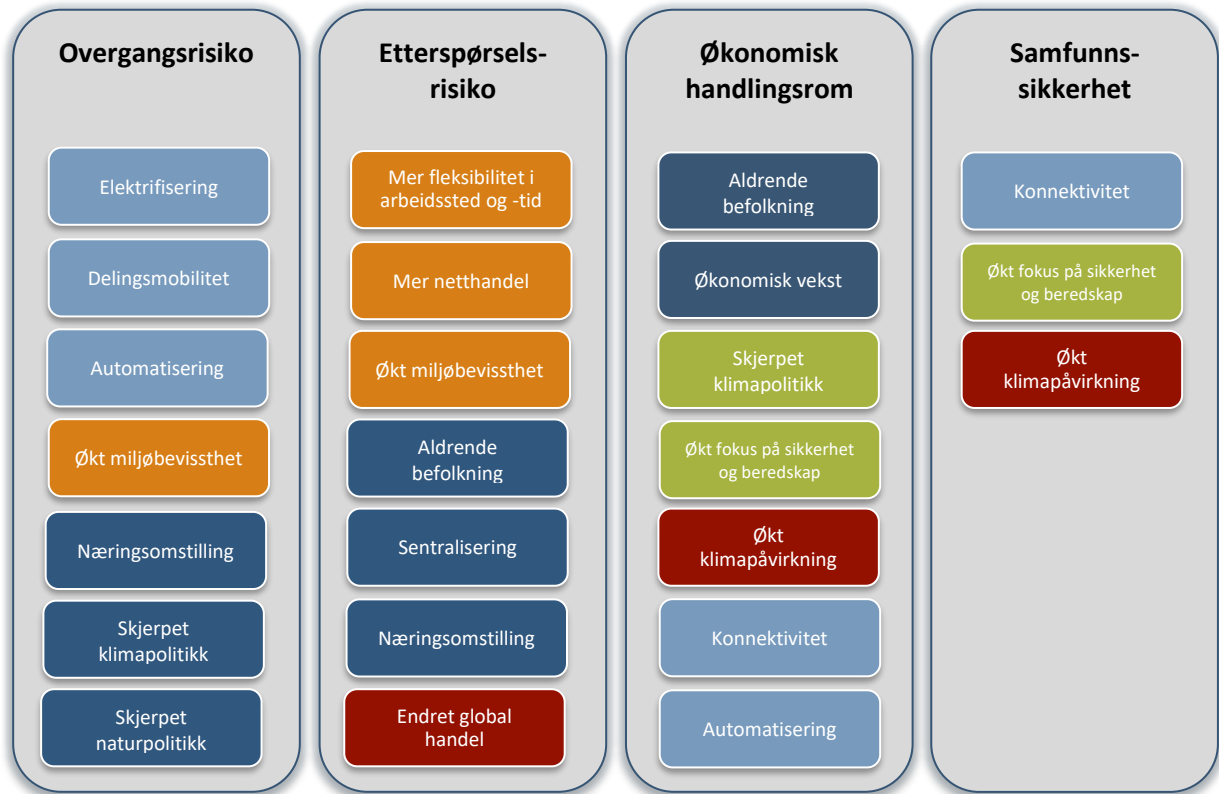 Overgangsrisiko
Elektrifisering
Delingsmobilitet
Automatisering
Økt miljøbevissthet
Næringsomstilling
Skjerpet
klimapolitikk
Skjerpet
naturpolitikk
Etterspørsels-
risiko
Mer fleksibilitet i
arbeidssted og -tid
Mer netthandel
Økt miljøbevissthet
Aldrende
befolkning
Sentralisering
Næringsomstilling
Endret global
handel
Økonomisk
handlingsrom
Aldrende
befolkning
Økonomisk vekst
Skjerpet
klimapolitikk
Økt fokus på sikkerhet
og beredskap
Økt
klimapåvirkning
Konnektivitet
Automatisering
Samfunns-
sikkerhet
Konnektivitet
Økt fokus på sikkerhet
og beredskap
Økt
klimapåvirkning